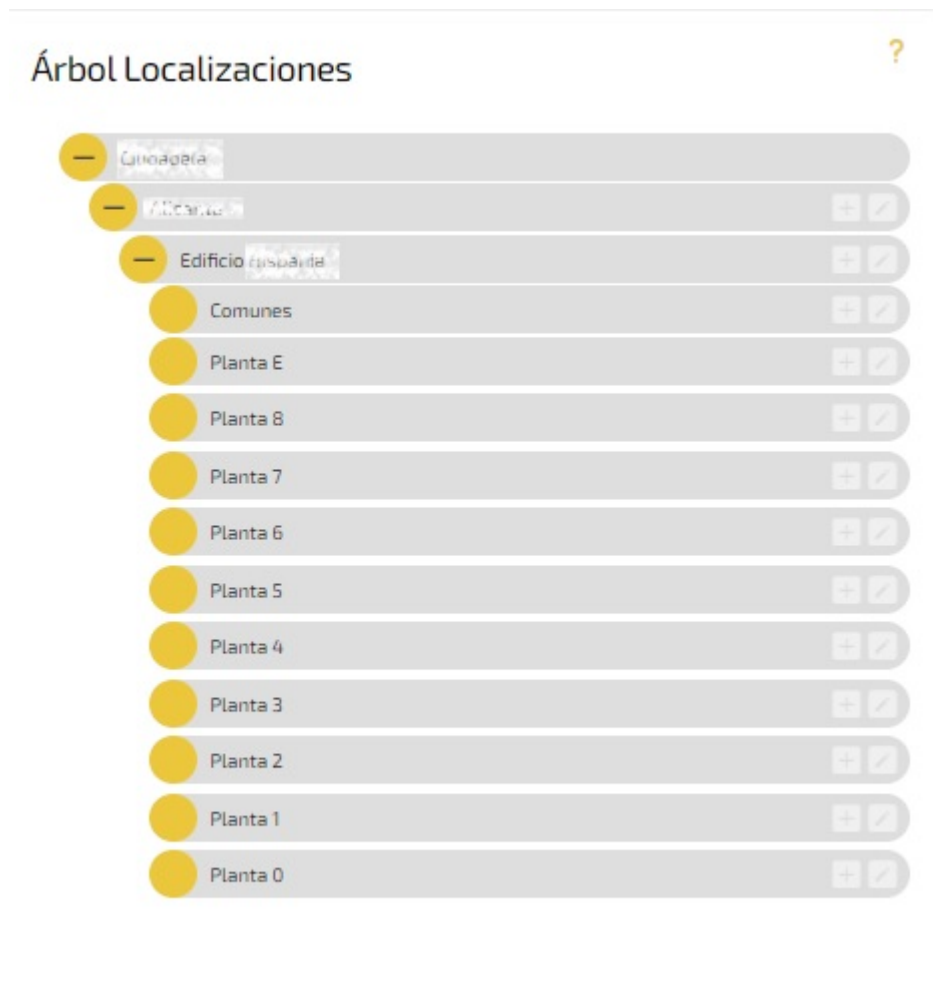 ?
Árbol Localizaciones
Edificio
Comunes
Planta E
Planta 8
Planta 7
Planta 6
Planta 5
Planta 4
Planta 3
Planta 2
Planta 1
Planta 0